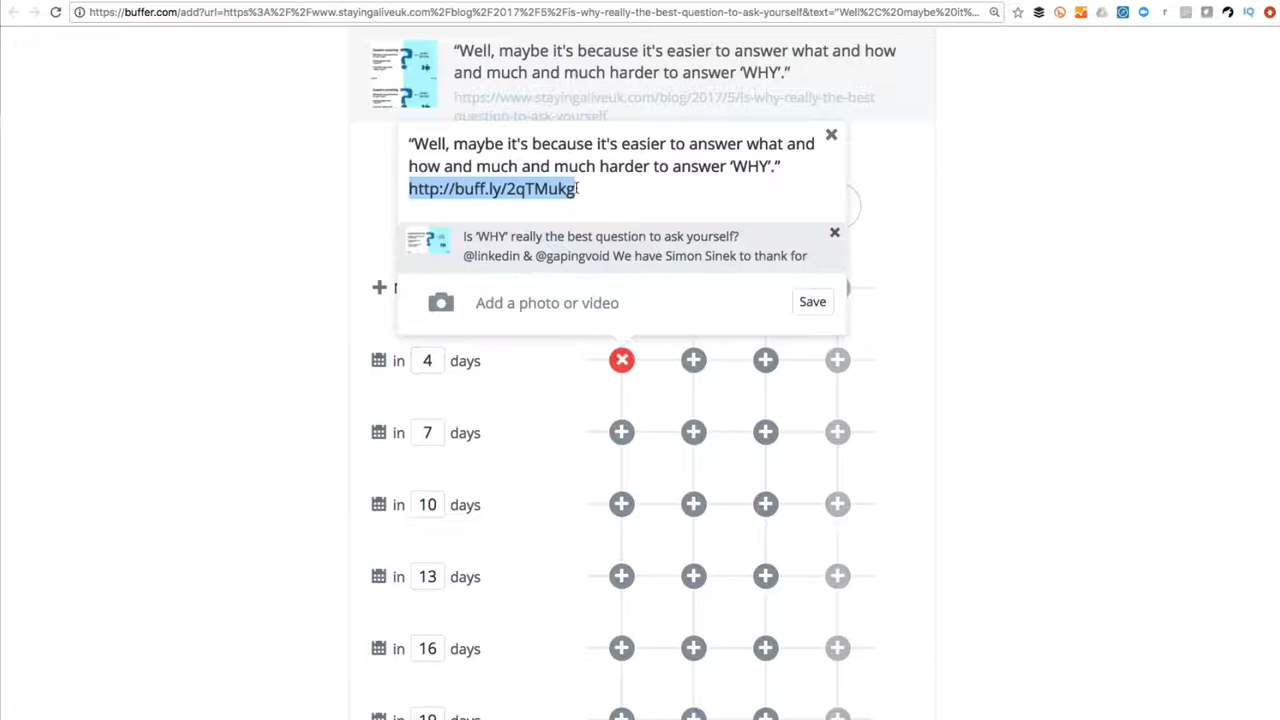 https://buffer.com/add?url=https%3A%2F%2Fwww.stayingaliveuk.com%2Fblog%2F2017%2F5%2Fis-why-really-the-best-question-to-ask-yourself&text="Well%2C%20maybe%20it%...
"Well, maybe it's because it's easier to answer what and how
and much and much harder to answer 'WHY'."
https://www.stayingaliveuk.com/blog/2017/5/is-why-really-the-best
question-to-ask-yourself
"Well, maybe it's because it's easier to answer what and
how and much and much harder to answer 'WHY'."
http://buff.ly/2qTMukg
Is 'WHY' really the best question to ask yourself?
@linkedin & @gapingvoid We have Simon Sinek to thank for
Add a photo or video
Save
in 4 days
in 7 days
in 10 days
in 13 days
in 16 days